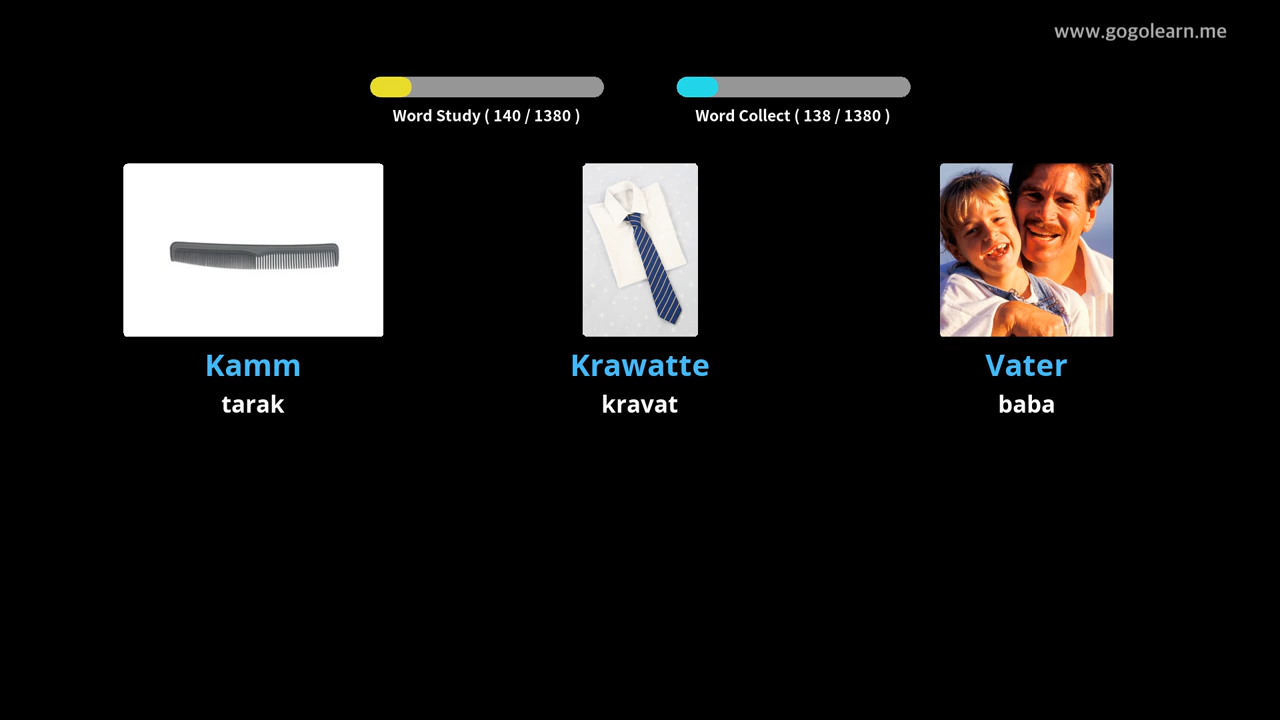 www.gogolearn.me
Word Study ( 140 / 1380 )
Word Collect ( 138 / 1380 )
Kamm
tarak
Krawatte
kravat
Vater
baba